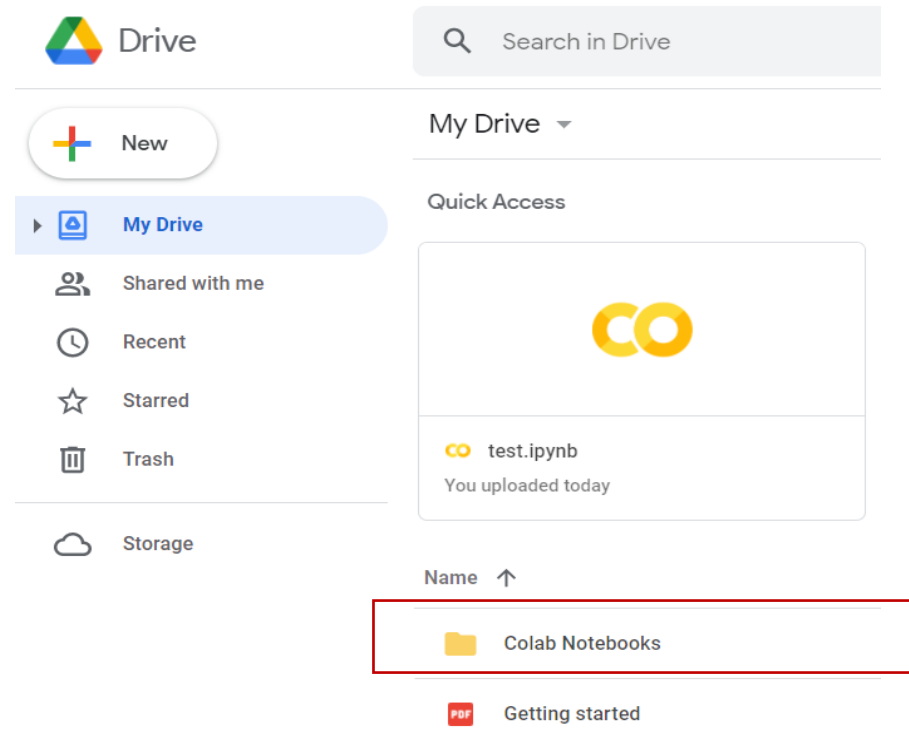 Drive
Search in Drive
New
My Drive
Shared with me
Recent
Starred
Trash
Storage
My Drive
Quick Access
test.ipynb
You uploaded today
Name
Colab Notebooks
PDF
Getting started